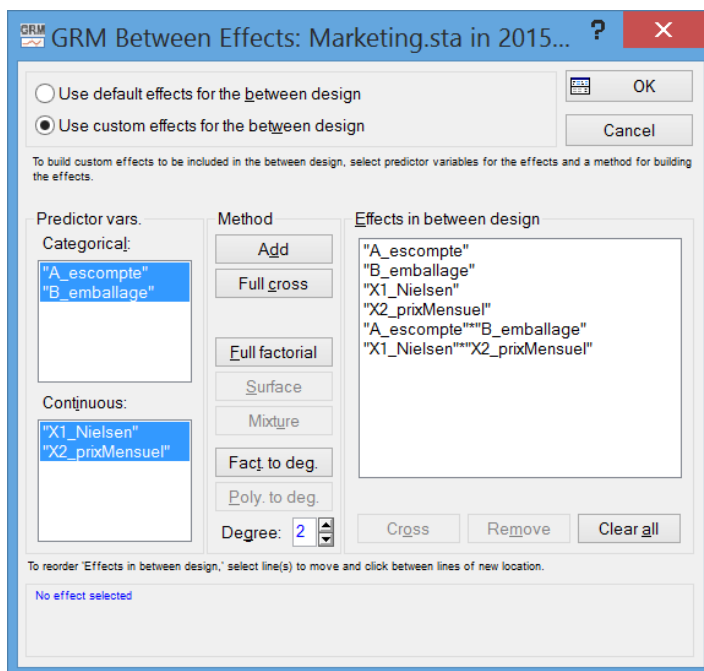 GRM
GRM Between Effects: Marketing.sta in 2015... ? X
Use default effects for the between design
Use custom effects for the between design
OK
Cancel
To build custom effects to be included in the between design, select predictor variables for the effects and a method for building
the effects.
Predictor vars.
Categorical:
"A_escompte"
"B_emballage"
Continuous:
"X1_Nielsen"
"X2_prixMensuel"
Method
Add
Full cross
Full factorial
Surface
Mixture
Fact. to deg.
Poly. to deg.
Degree: 2
Effects in between design
"A_escompte"
"B_emballage"
"X1_Nielsen"
"X2_prixMensuel"
"A_escompte"*"B_emballage"
"X1_Nielsen"*"X2_prixMensuel"
Cross
Remove
Clear all
To reorder 'Effects in between design,' select line(s) to move and click between lines of new location.
No effect selected